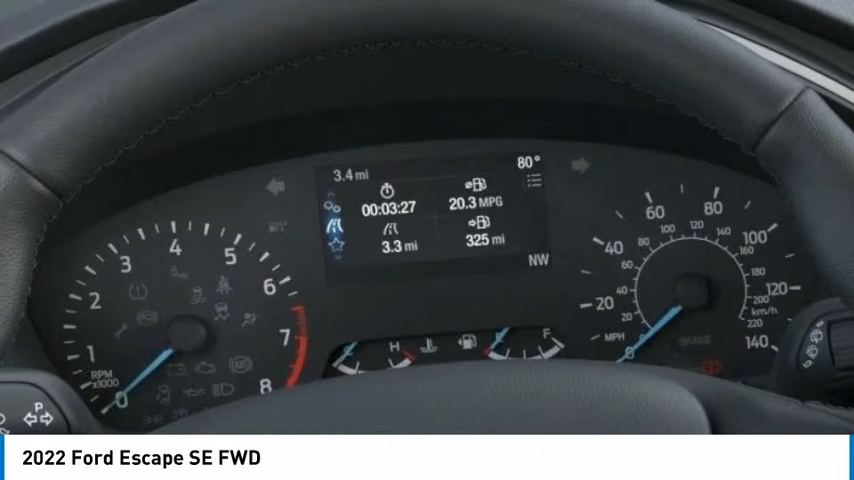 3.4 mi
80°
00:03:27
20.3 MPG
3.3 mi
325 mi
NW
0
1
2
3
4
5
6
7
8
RPM
x1000
H
F
0
20
40
60
80
100
120
140
MPH
20
40
60
80
100
120
140
160
180
200
220
km/h
BRAKE
P
2022 Ford Escape SE FWD